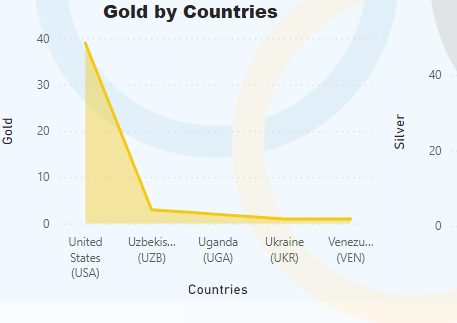 Gold by Countries
40
30
20
10
0
Gold
United States (USA)
Uzbekis... (UZB)
Uganda (UGA)
Ukraine (UKR)
Venezu... (VEN)
Countries
Silver
40
20
0